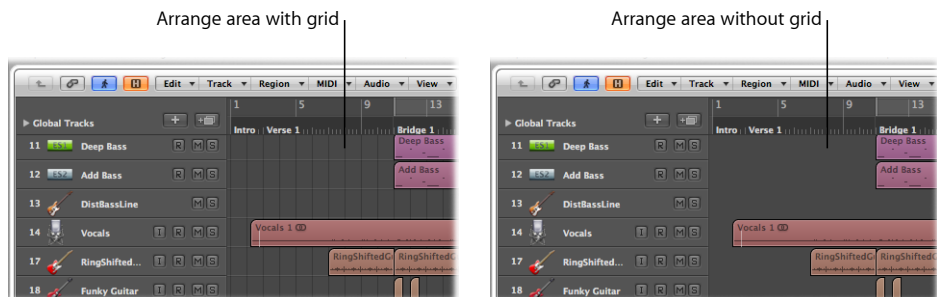 Arrange area with grid
Arrange area without grid
H Edit Track Region MIDI Audio View
1 5 9 13
Global Tracks
Intro Verse 1 Bridge 1
11 ES1 Deep Bass R M S Deep Bass
12 ES2 Add Bass R M S Add Bass
13 DistBassLine M S
14 Vocals I R M S Vocals 1
17 RingShifted... I R M S RingShiftedG RingShiftedG
18 Funky Guitar I R M S
H Edit Track Region MIDI Audio View
1 5 9 13
Global Tracks
Intro Verse 1 Bridge 1
11 ES1 Deep Bass R M S Deep Bass
12 ES2 Add Bass R M S Add Bass
13 DistBassLine M S
14 Vocals I R M S Vocals 1
17 RingShifted... I R M S RingShiftedG RingShiftedG
18 Funky Guitar I R M S